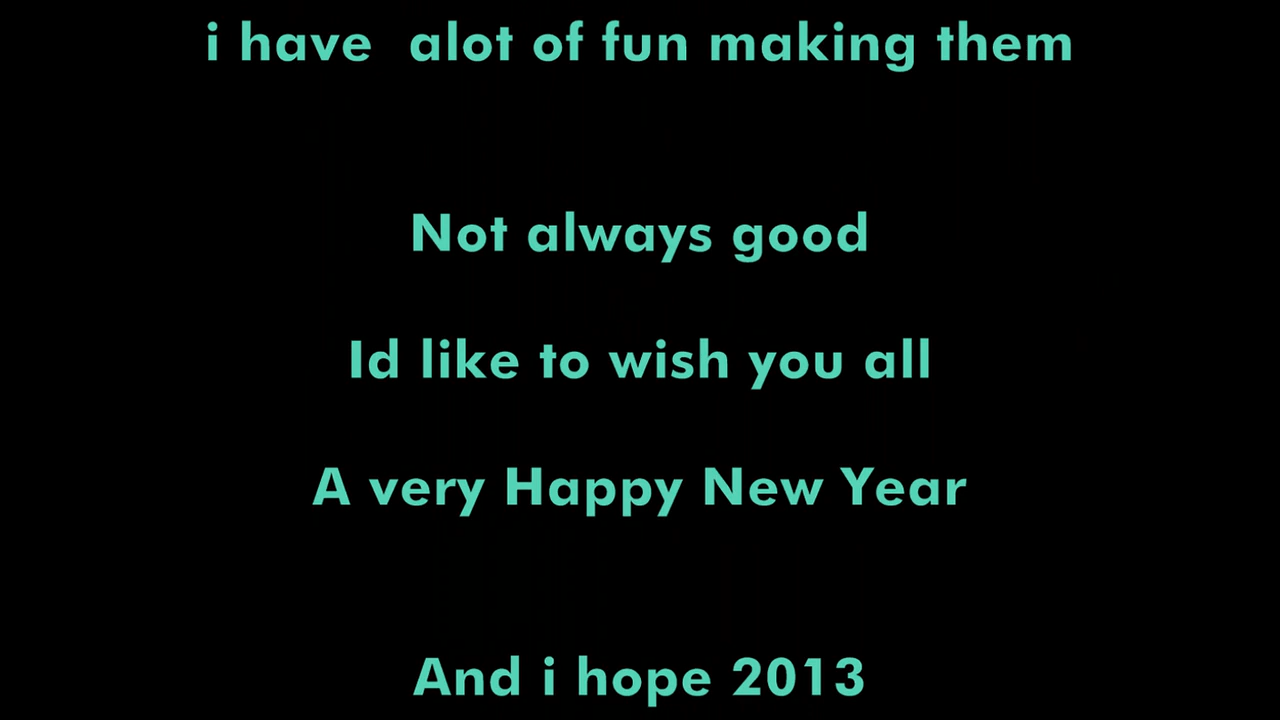 i have  alot of fun making them
Not always good
Id like to wish you all
A very Happy New Year
And i hope 2013